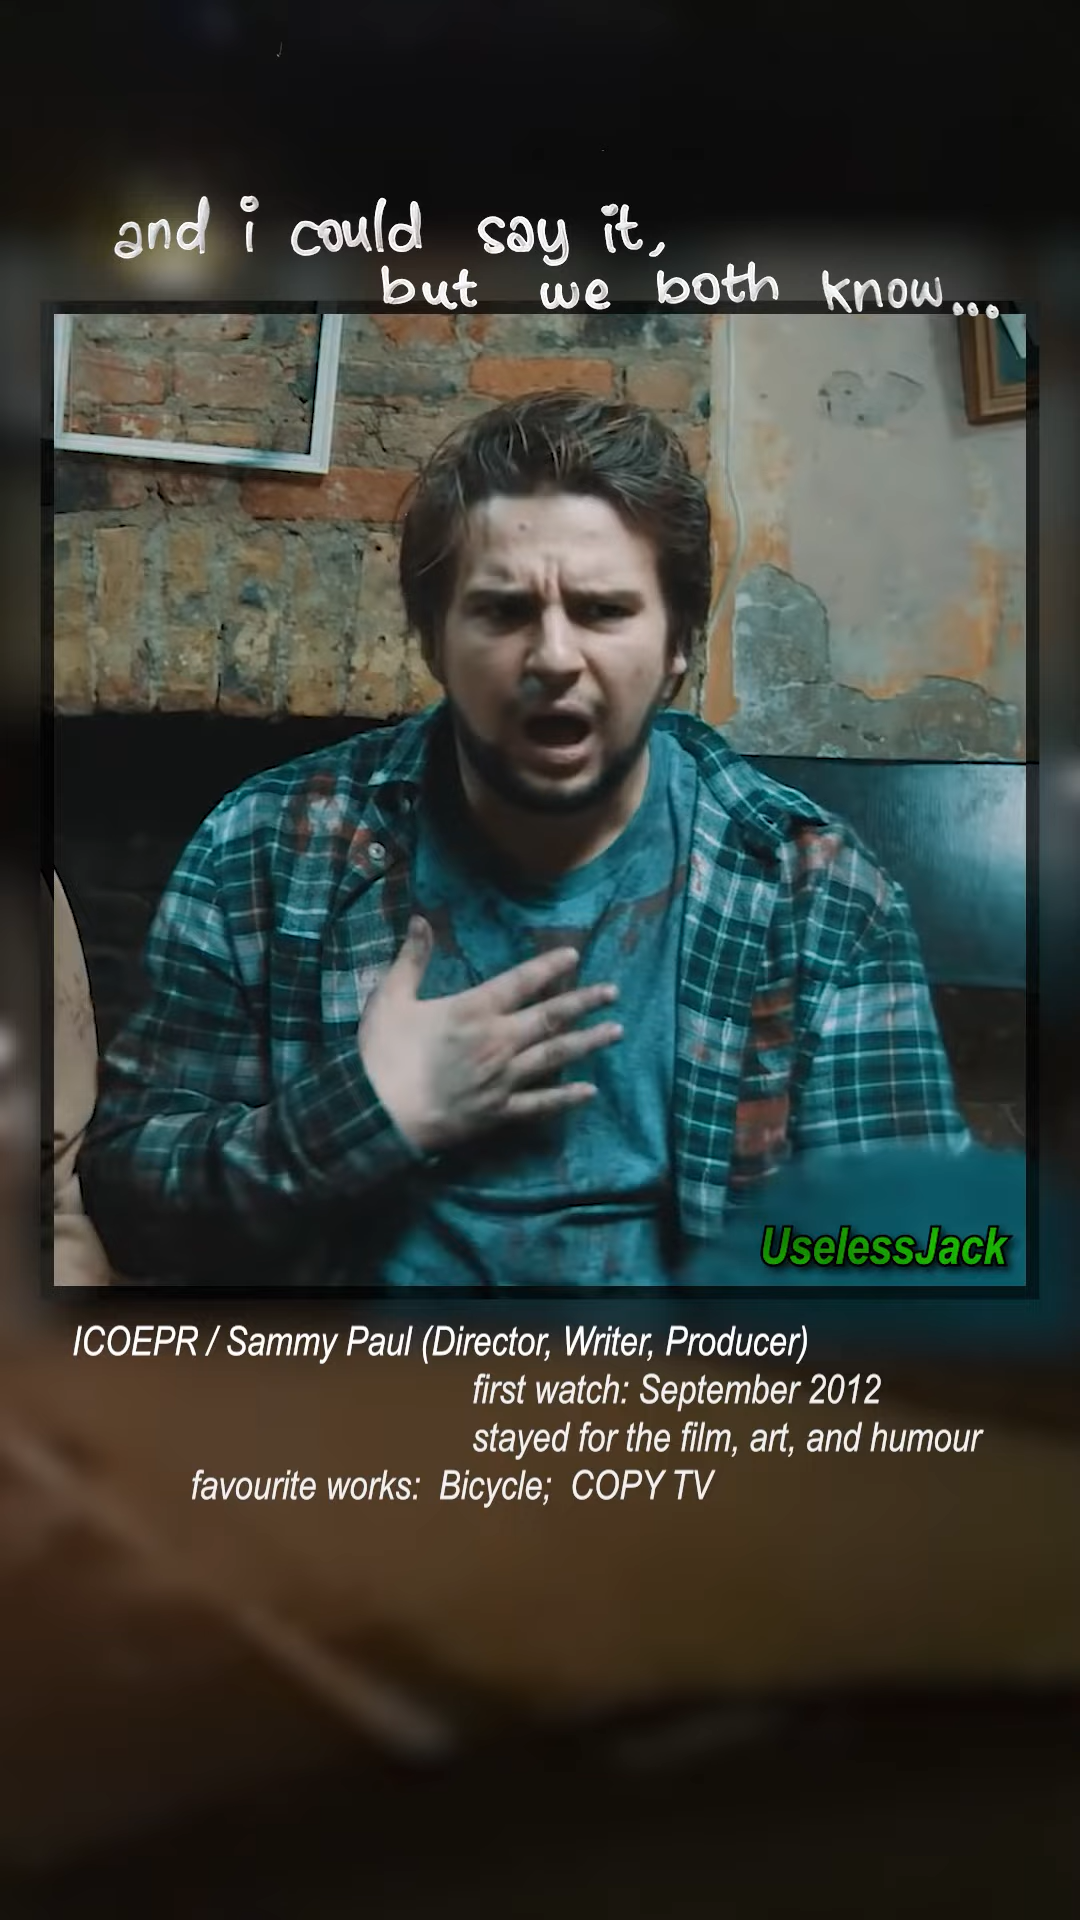 and i could say it,
but we both know...
UselessJack
ICOEPR / Sammy Paul (Director, Writer, Producer)
first watch: September 2012
stayed for the film, art, and humour
favourite works: Bicycle; COPY TV